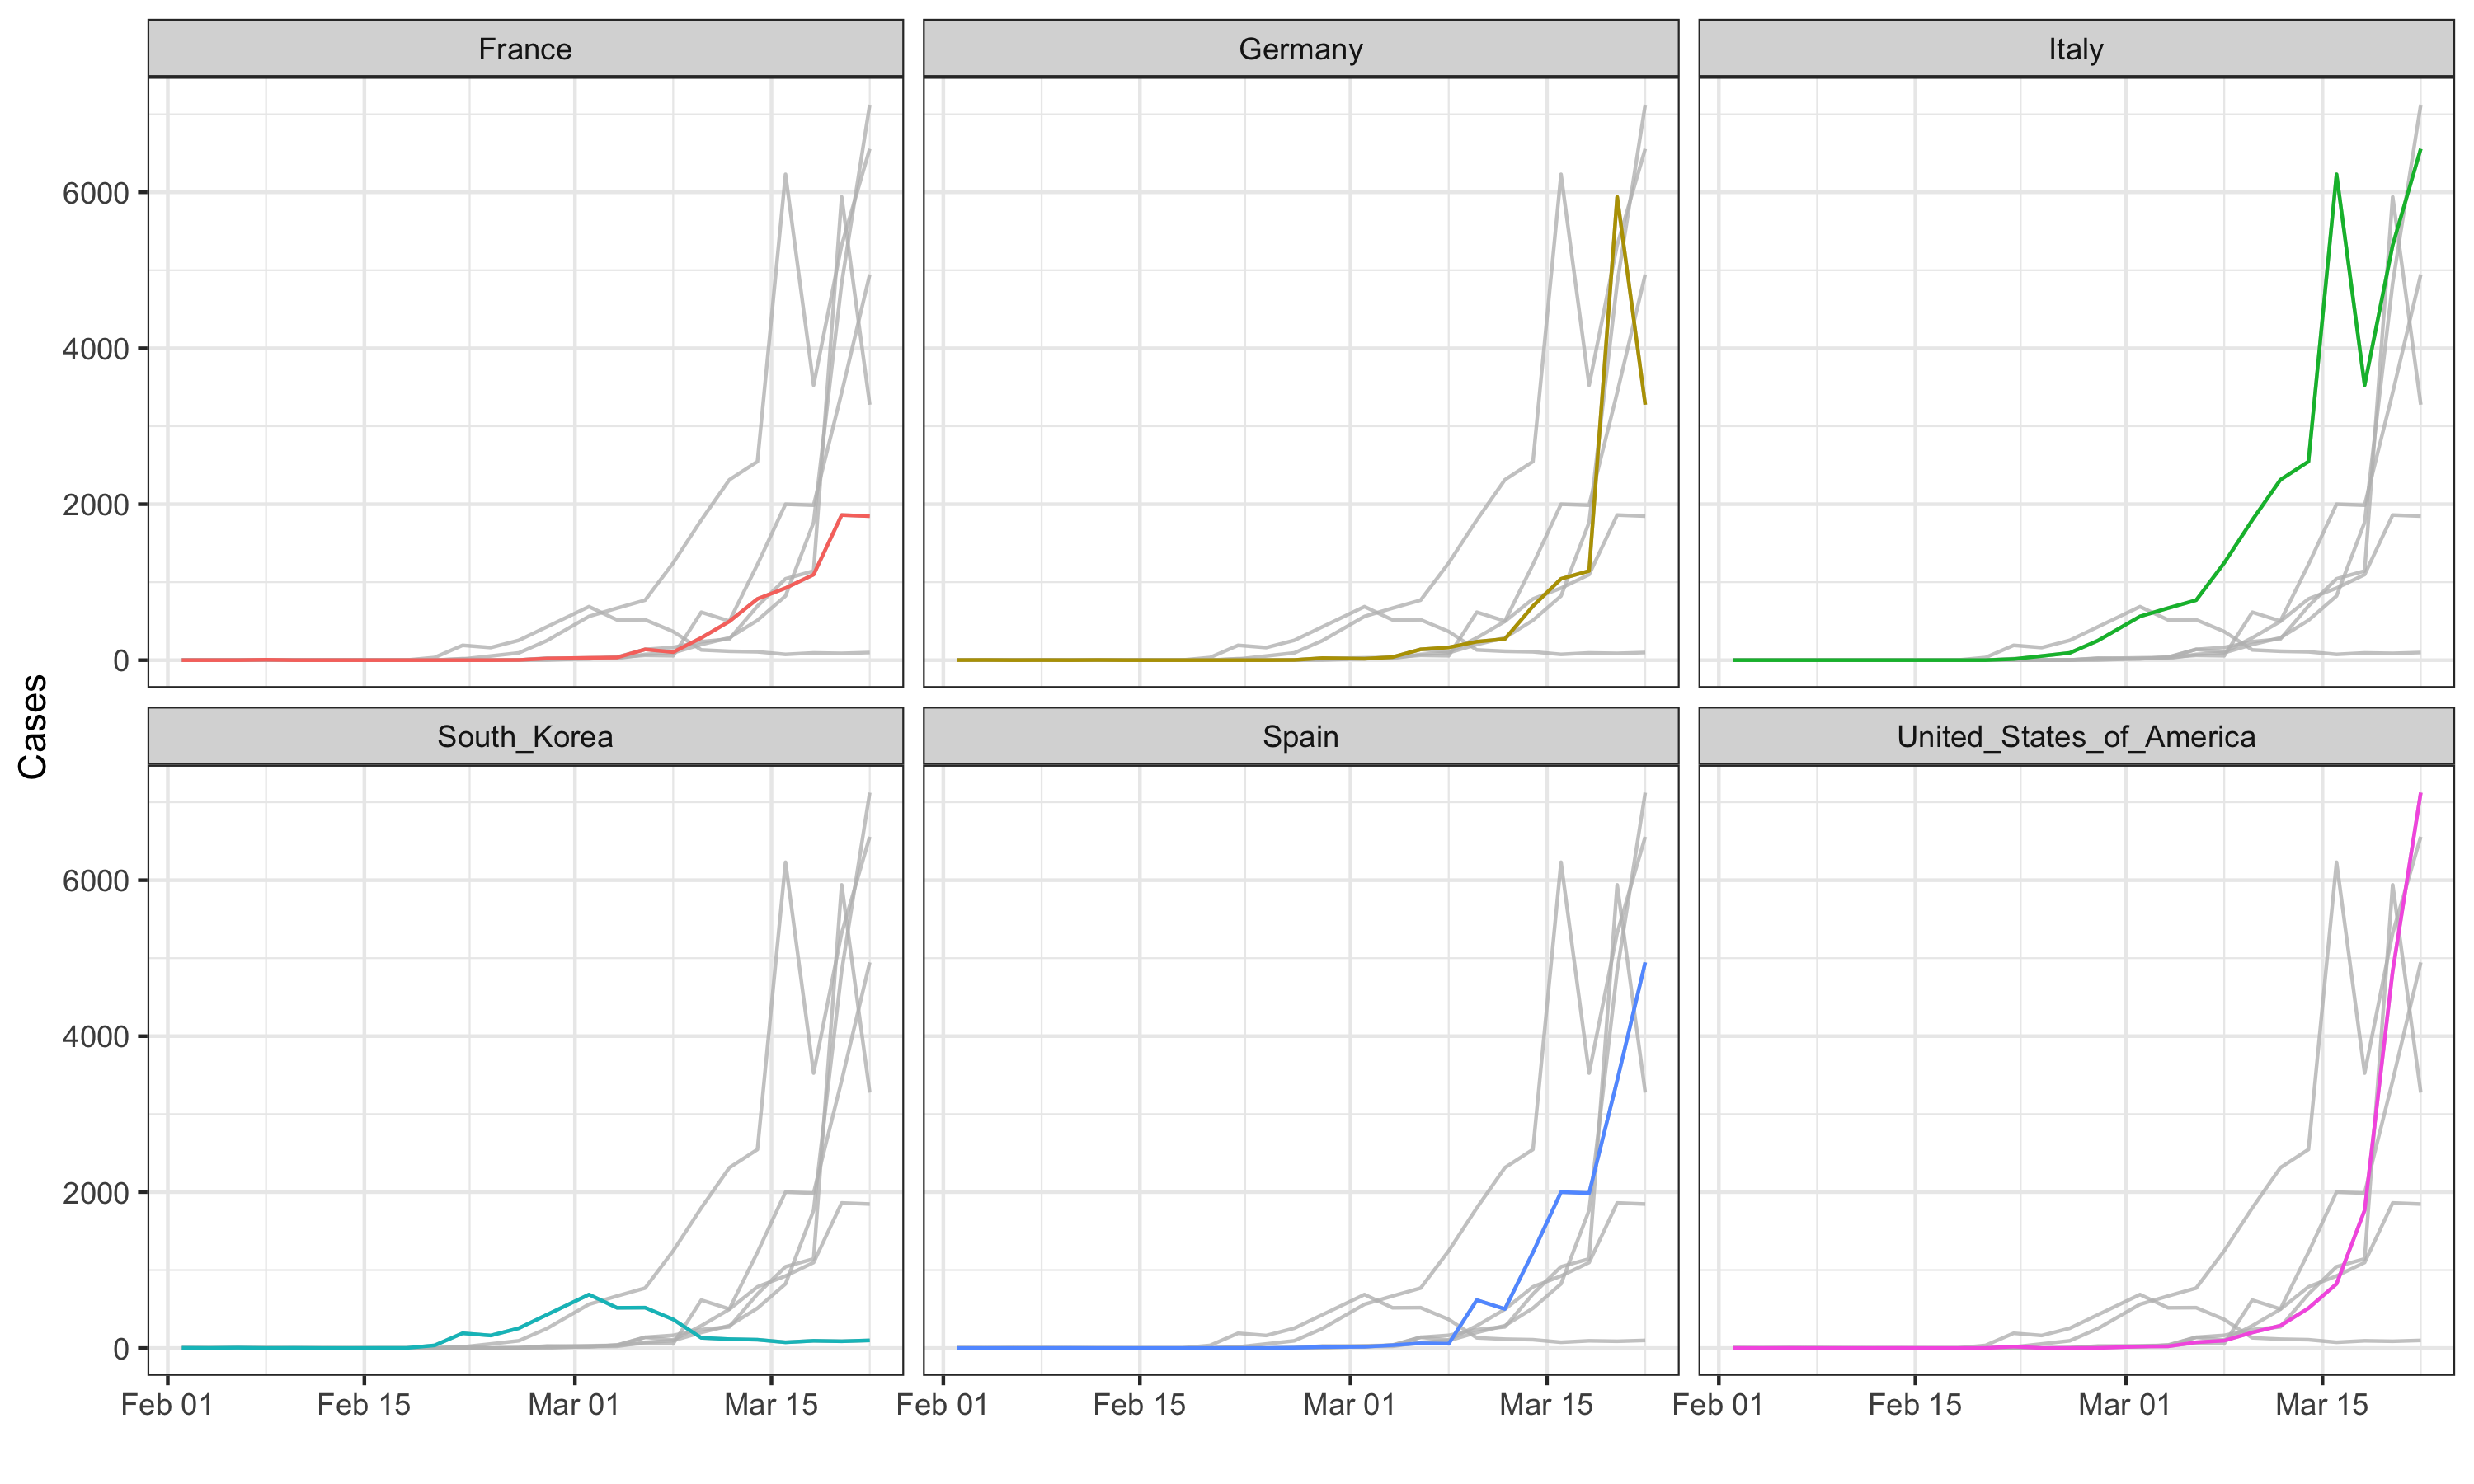 France
Germany
Italy
6000
4000
2000
0
Cases
South_Korea
Spain
United_States_of_America
6000
4000
2000
0
Feb 01
Feb 15
Mar 01
Mar 15
Feb 01
Feb 15
Mar 01
Mar 15
Feb 01
Feb 15
Mar 01
Mar 15